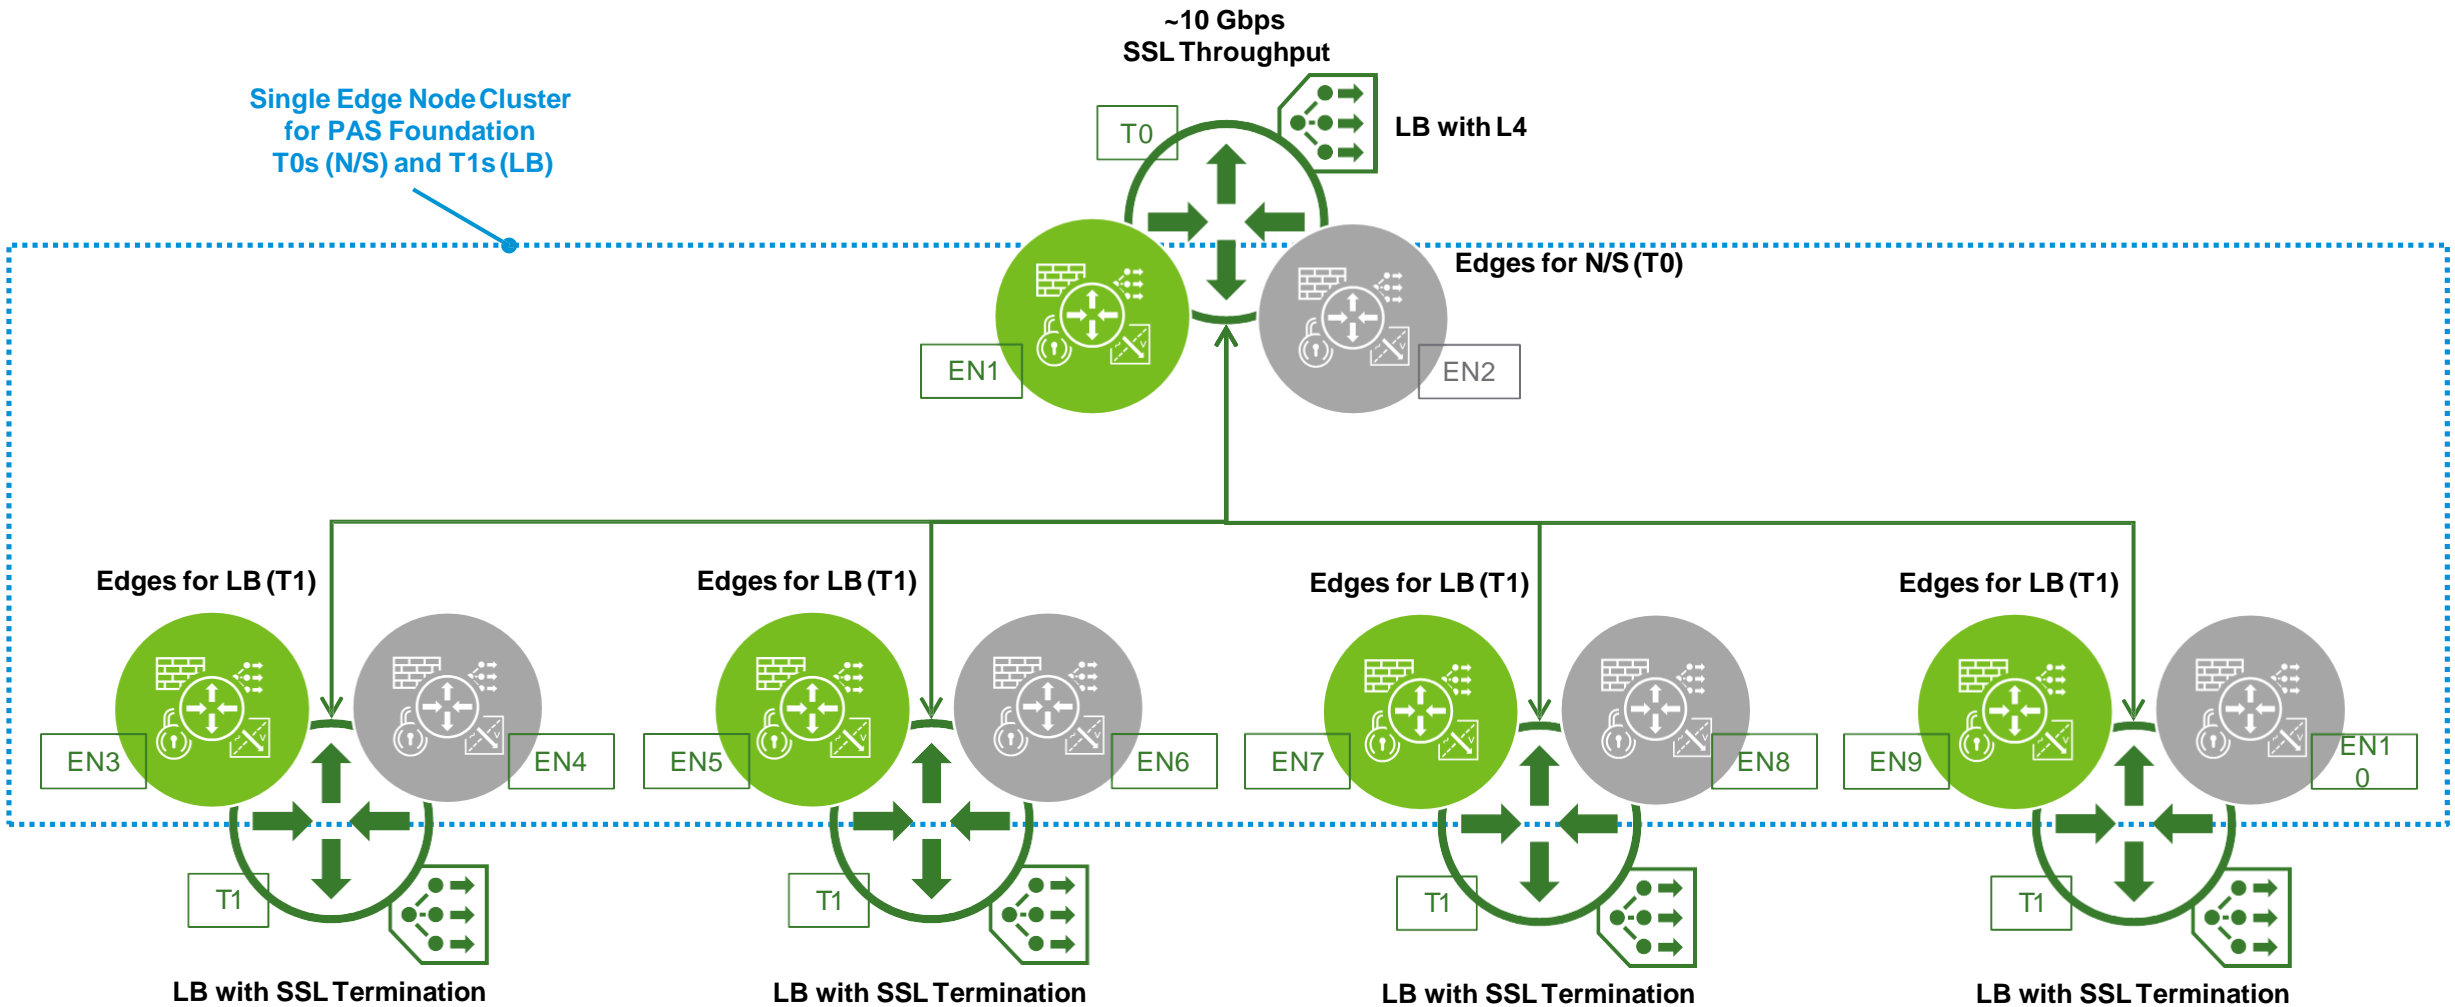 ~10 Gbps
SSL Throughput
Single Edge Node Cluster
for PAS Foundation
T0s (N/S) and T1s (LB)
T0
LB with L4
Edges for N/S (T0)
EN1
EN2
Edges for LB (T1)
Edges for LB (T1)
Edges for LB (T1)
Edges for LB (T1)
EN3
EN4
EN5
EN6
EN7
EN8
EN9
EN1
0
T1
T1
T1
T1
LB with SSL Termination
LB with SSL Termination
LB with SSL Termination
LB with SSL Termination